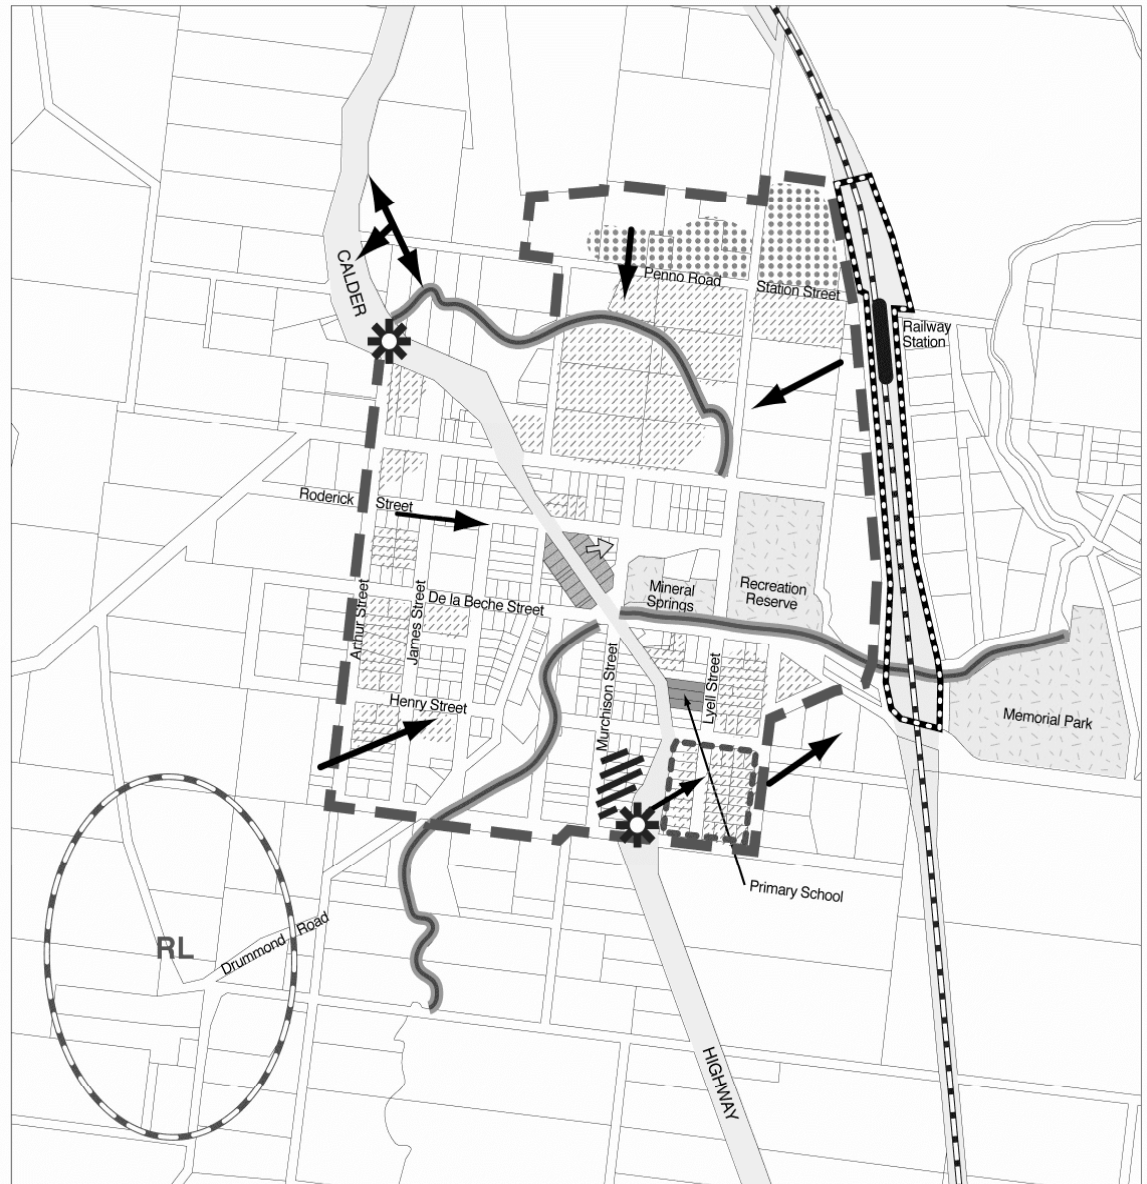 CALDER
Penno Road
Station Street
Railway
Station
Roderick
Street
Mineral
Springs
Recreation
Reserve
De la Beche Street
Arthur Street
James Street
Murchison Street
Lyell Street
Henry Street
Memorial Park
Primary School
RL
Drummond Road
HIGHWAY